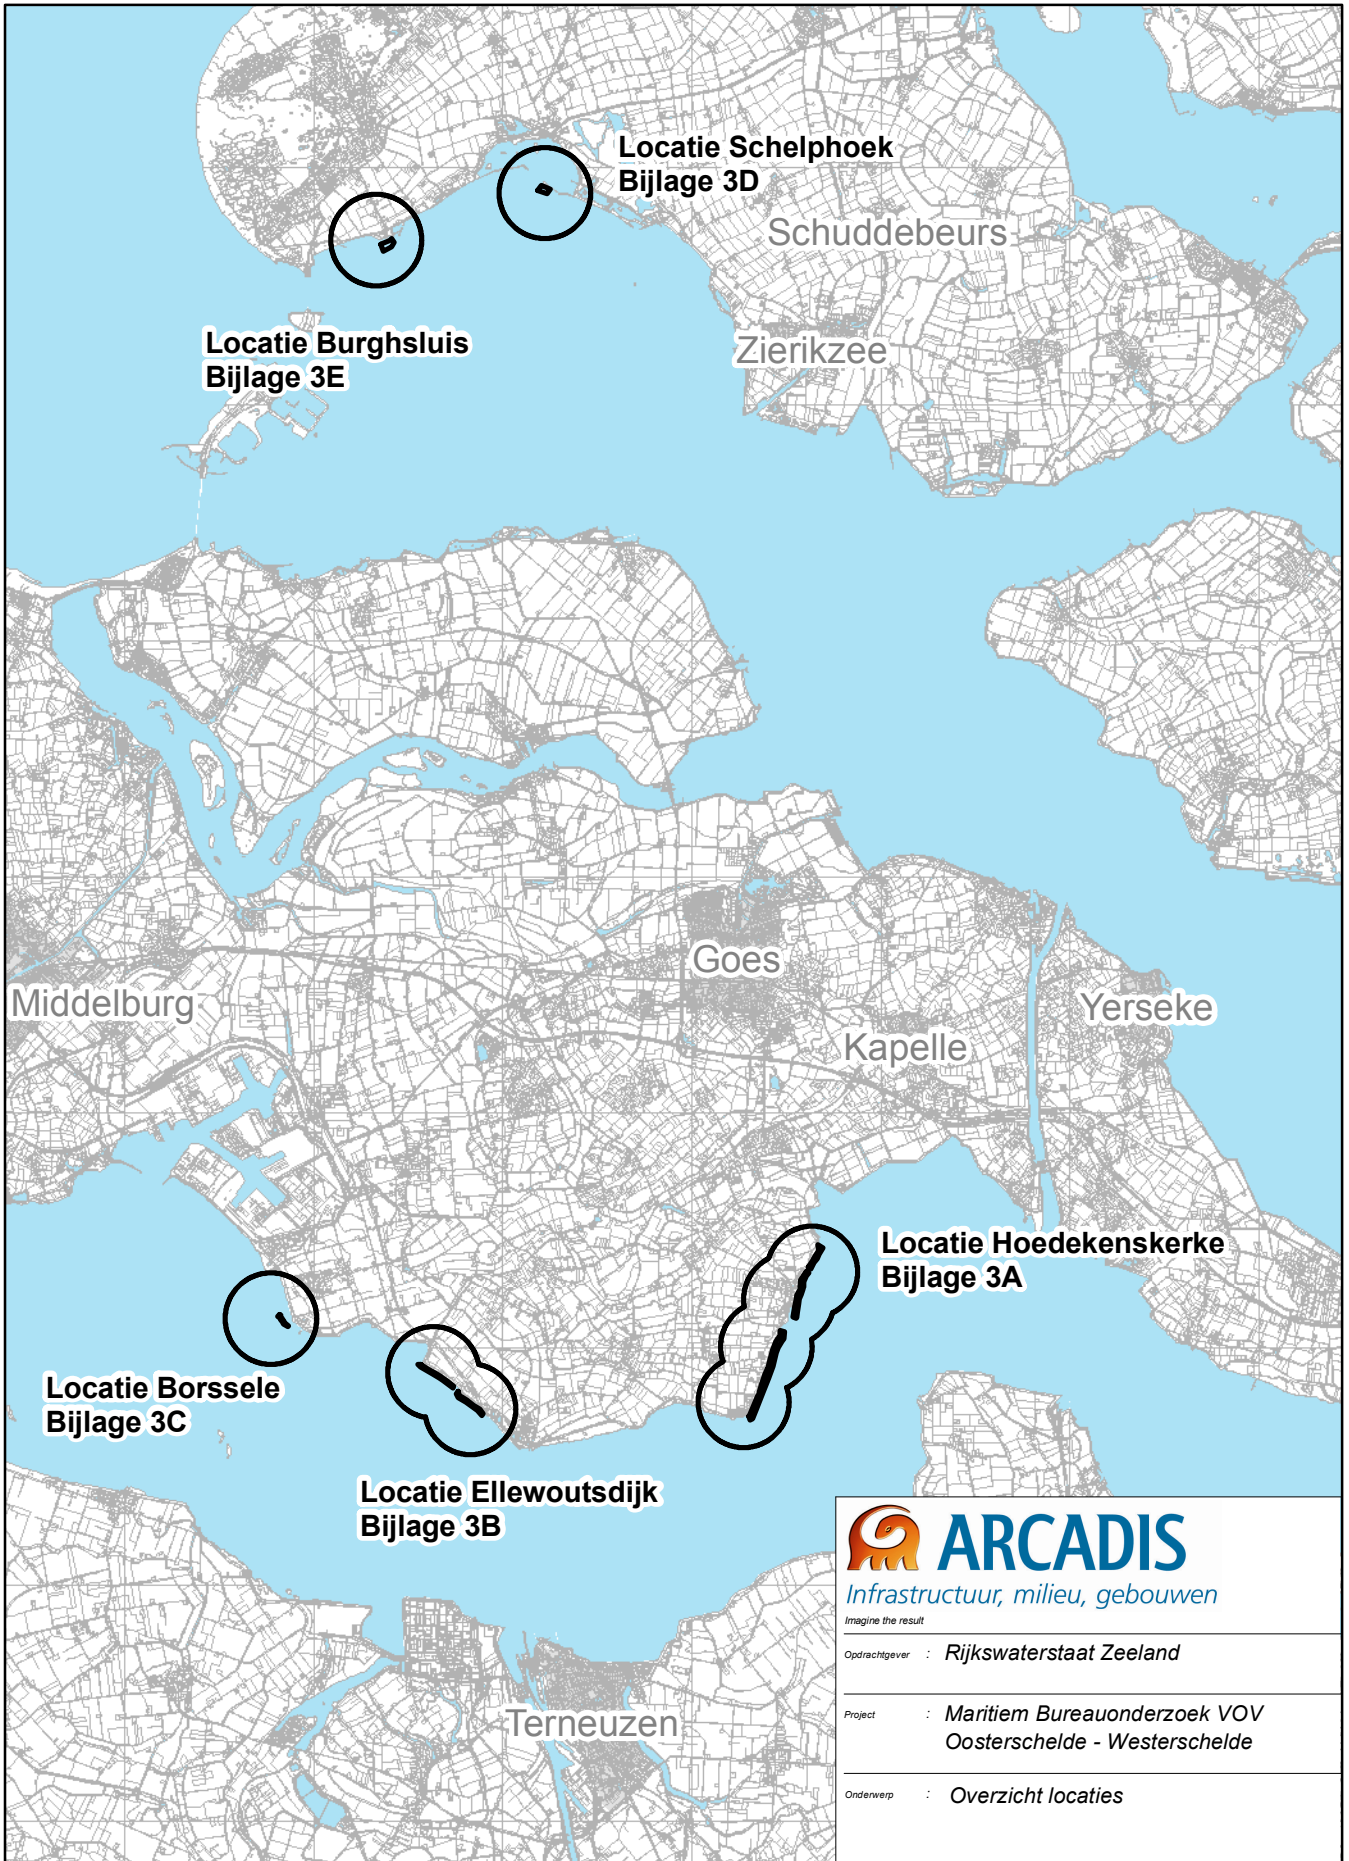 Locatie Schelphoek
Bijlage 3D
Schuddebeurs
Locatie Burghsluis
Bijlage 3E
Zierikzee
Goes
Middelburg
Yerseke
Kapelle
Locatie Hoedekenskerke
Bijlage 3A
Locatie Borssele
Bijlage 3C
Locatie Ellewoutsdijk
Bijlage 3B
Terneuzen
ARCADIS
Infrastructuur, milieu, gebouwen
Imagine the result
Opdrachtgever : Rijkswaterstaat Zeeland
Project : Maritiem Bureauonderzoek VOV
Oosterschelde - Westerschelde
Onderwerp : Overzicht locaties